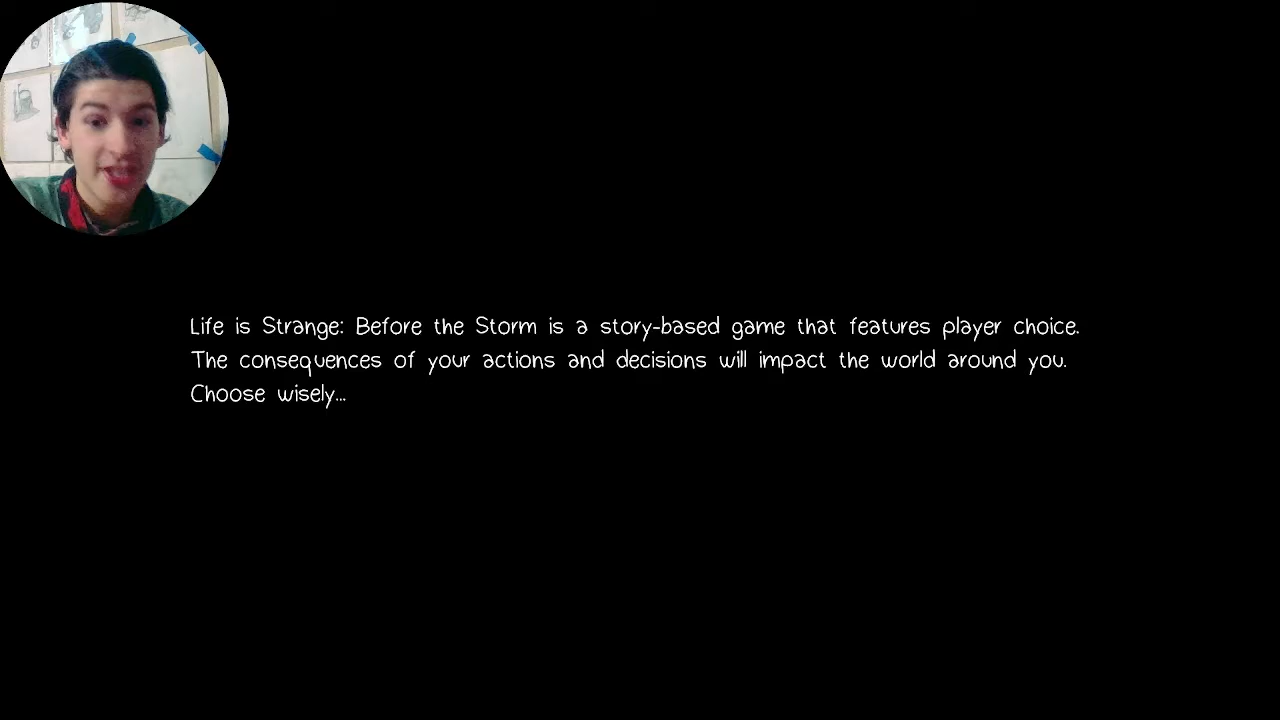 Life is Strange: Before the Storm is a story-based game that features player choice.
The consequences of your actions and decisions will impact the world around you.
Choose wisely...